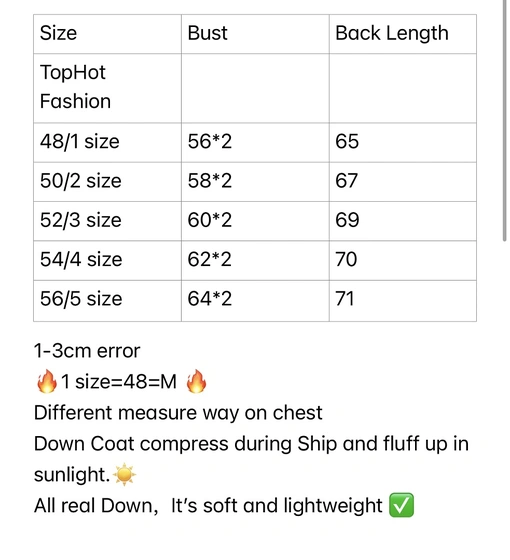 Size Bust Back Length
TopHot
Fashion
48/1 size 56*2 65
50/2 size 58*2 67
52/3 size 60*2 69
54/4 size 62*2 70
56/5 size 64*2 71
1-3cm error
🔥1 size=48=M 🔥
Different measure way on chest
Down Coat compress during Ship and fluff up in
sunlight.☀️
All real Down,  It's soft and lightweight ✅